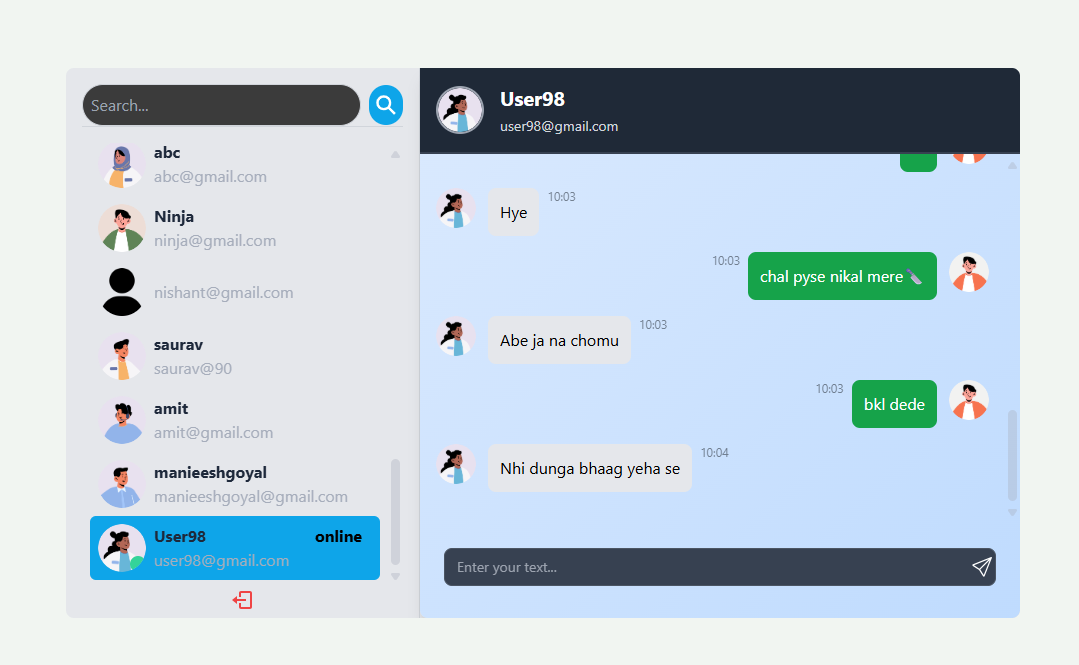 Search...
abc
abc@gmail.com
Ninja
ninja@gmail.com
nishant@gmail.com
saurav
saurav@90
amit
amit@gmail.com
manieeshgoyal
manieeshgoyal@gmail.com
User98 online
user98@gmail.com
User98
user98@gmail.com
Hye 10:03
10:03 chal pyse nikal mere🔪
Abe ja na chomu 10:03
10:03 bkl dede
Nhi dunga bhaag yeha se 10:04
Enter your text...